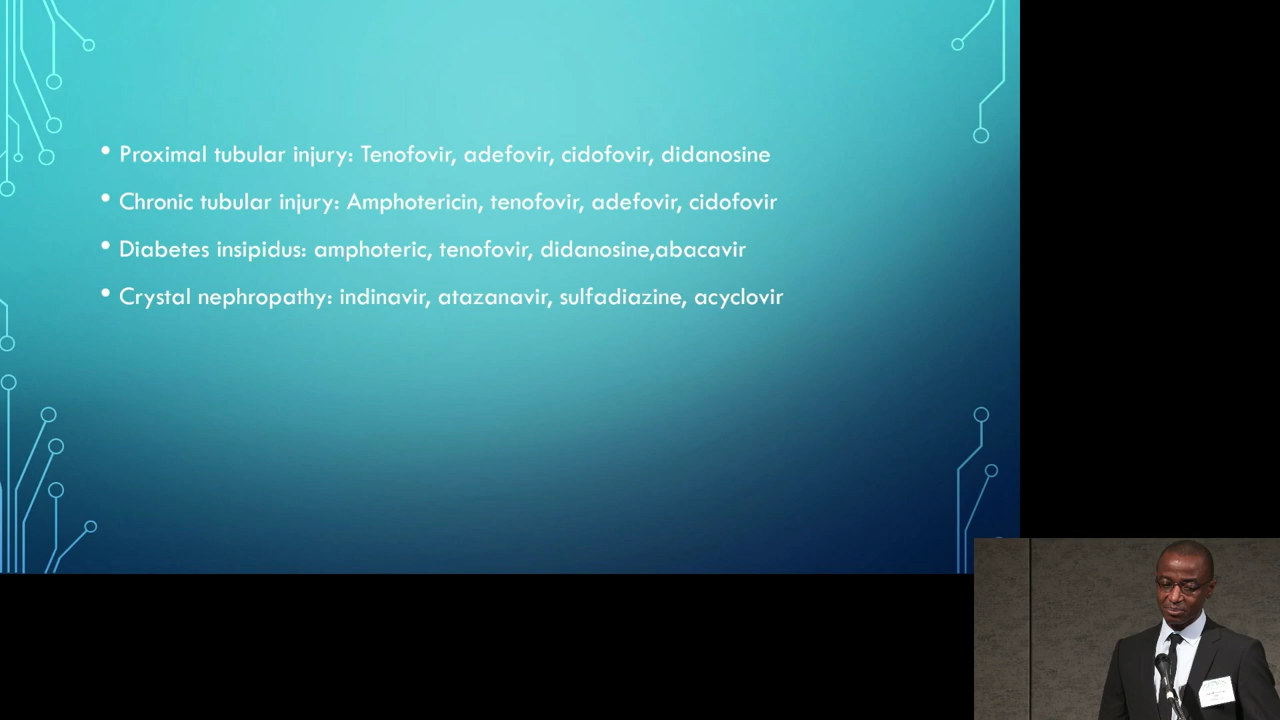 • Proximal tubular injury: Tenofovir, adefovir, cidofovir, didanosine
• Chronic tubular injury: Amphotericin, tenofovir, adefovir, cidofovir
• Diabetes insipidus: amphoteric, tenofovir, didanosine,abacavir
• Crystal nephropathy: indinavir, atazanavir, sulfadiazine, acyclovir